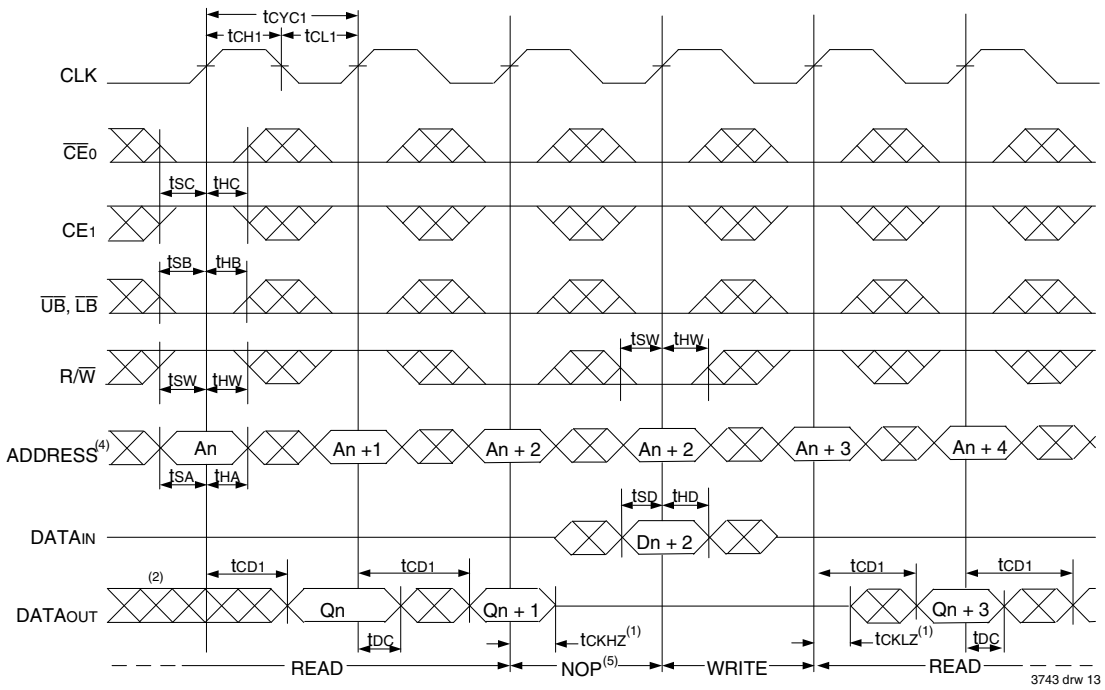 tCYC1
tCH1 tCL1
CLK
CE0
tSC tHC
CE1
tSB tHB
UB, LB
tSW tHW
R/W
tSW tHW
ADDRESS(4) An An +1 An + 2 An + 2 An + 3 An + 4
tSA tHA
tSD tHD
DATAIN Dn + 2
(2) tCD1 tCD1 tCD1 tCD1
DATAOUT Qn Qn + 1 Qn + 3
tDC tCKHZ(1) tCKLZ(1) tDC
READ NOP(5) WRITE READ
3743 drw 13